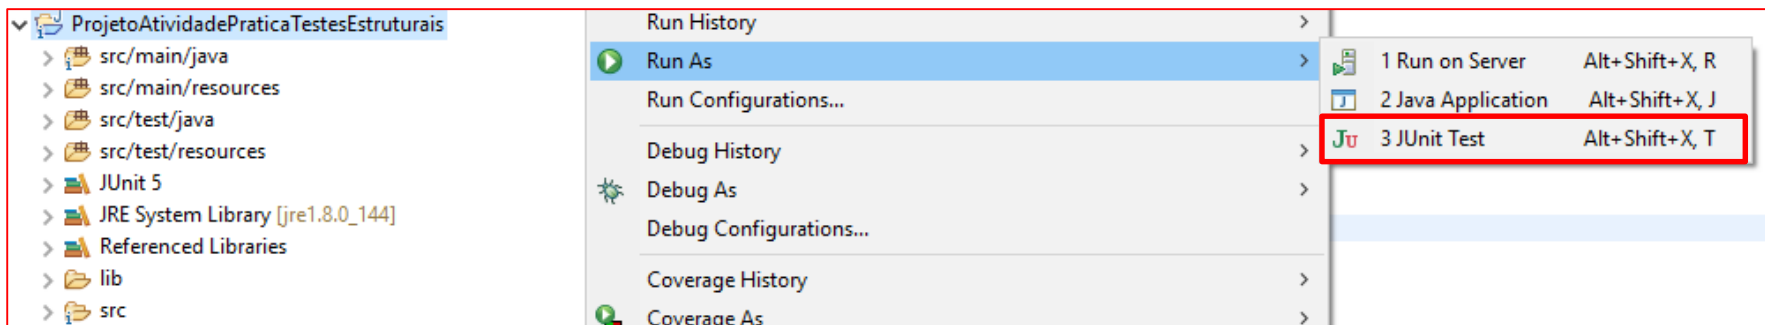 ProjetoAtividadePraticaTestesEstruturais
src/main/java
src/main/resources
src/test/java
src/test/resources
JUnit 5
JRE System Library [jre1.8.0_144]
Referenced Libraries
lib
src
Run History
Run As
Run Configurations...
Debug History
Debug As
Debug Configurations...
Coverage History
Coverage As
1 Run on Server Alt+Shift+X, R
2 Java Application Alt+Shift+X, J
JU 3 JUnit Test Alt+Shift+X, T